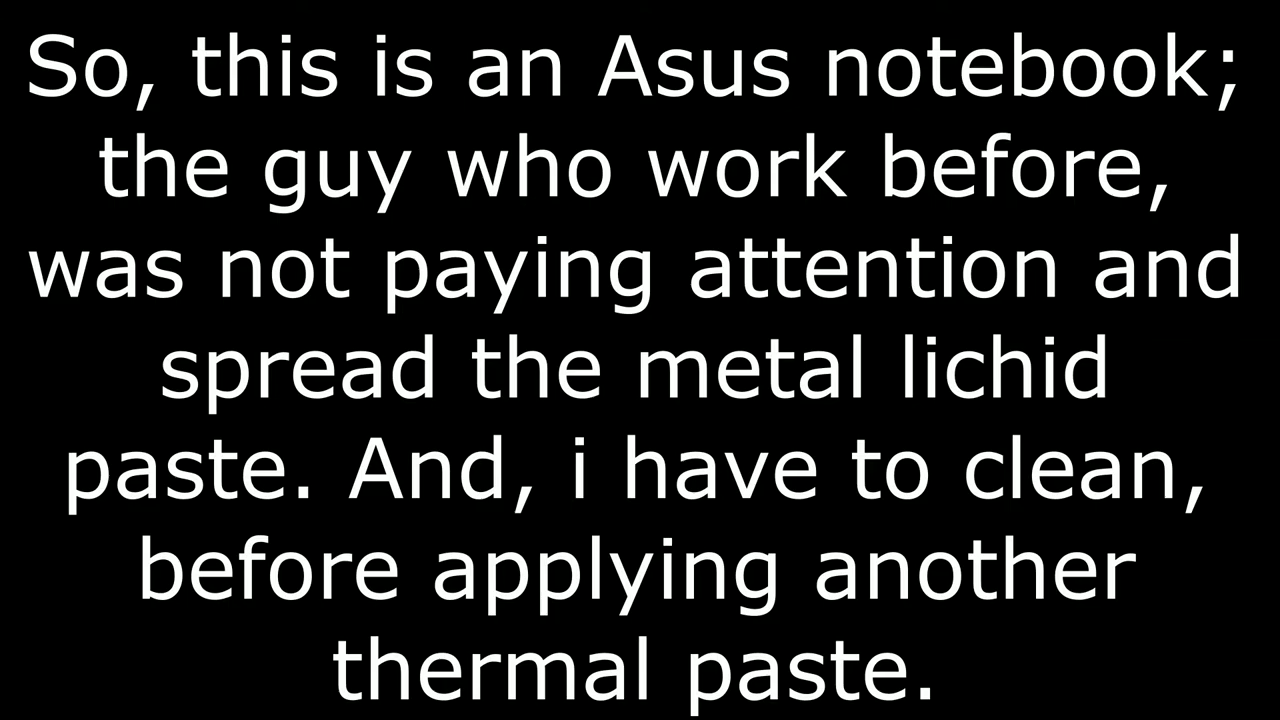 So, this is an Asus notebook;
the guy who work before,
was not paying attention and
spread the metal lichid
paste. And, i have to clean,
before applying another
thermal paste.